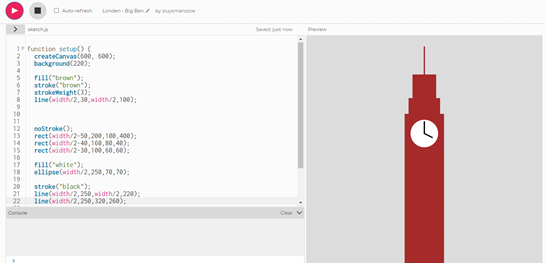 Auto-refresh London - Big Ben by sluysmanszoe
sketch.js Saved: just now Preview
1 function setup() {
2 createCanvas(600, 600);
3 background(220);
4
5 fill("brown");
6 stroke("brown");
7 strokeWeight(3);
8 line(width/2,30,width/2,100);
9
10
11
12 noStroke();
13 rect(width/2-50,200,100,400);
14 rect(width/2-40,160,80,40);
15 rect(width/2-30,100,60,60);
16
17 fill("white");
18 ellipse(width/2,250,70,70);
19
20 stroke("black");
21 line(width/2,250,width/2,220);
22 line(width/2,250,320,260);
Console Clear